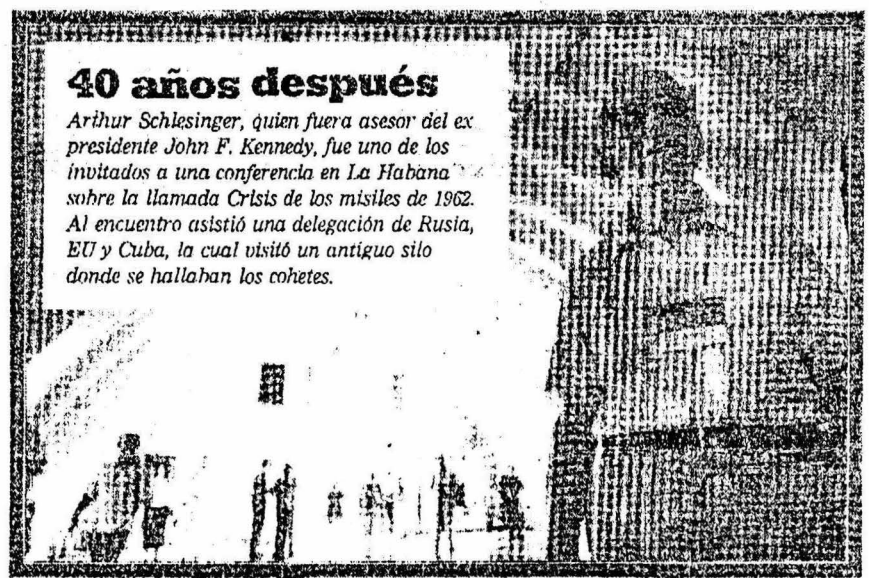 40 años después
Arthur Schlesinger, quien fuera asesor del ex
presidente John F. Kennedy, fue uno de los
invitados a una conferencia en La Habana
sobre la llamada Crisis de los misiles de 1962.
Al encuentro asistió una delegación de Rusia,
EU y Cuba, la cual visitó un antiguo silo
donde se hallaban los cohetes.